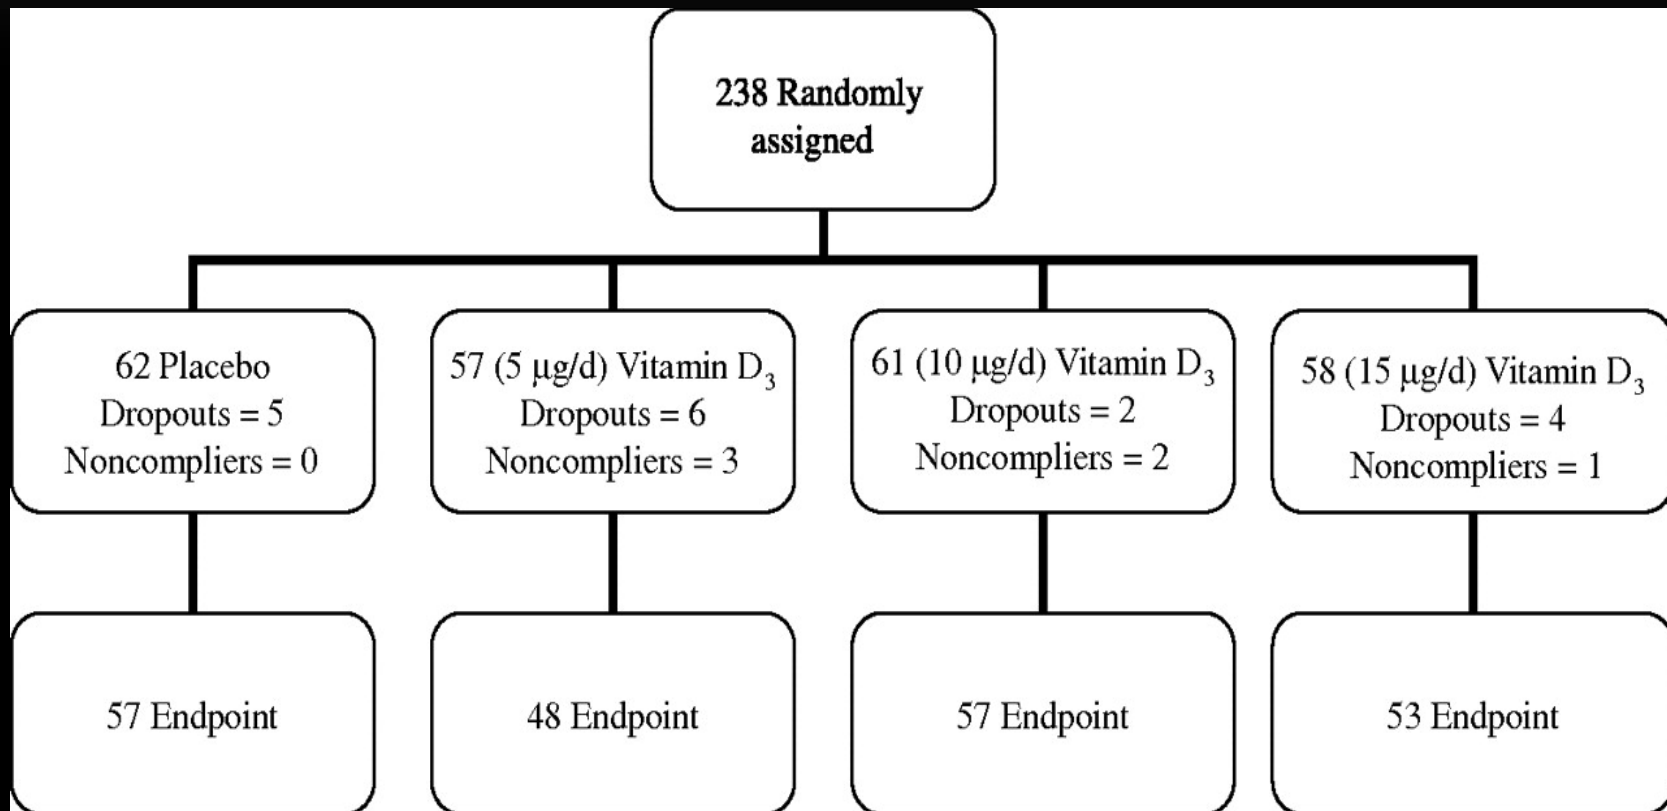 238 Randomly
assigned
62 Placebo
Dropouts = 5
Noncompliers = 0
57 (5 µg/d) Vitamin D₃
Dropouts = 6
Noncompliers = 3
61 (10 µg/d) Vitamin D₃
Dropouts = 2
Noncompliers = 2
58 (15 µg/d) Vitamin D₃
Dropouts = 4
Noncompliers = 1
57 Endpoint
48 Endpoint
57 Endpoint
53 Endpoint